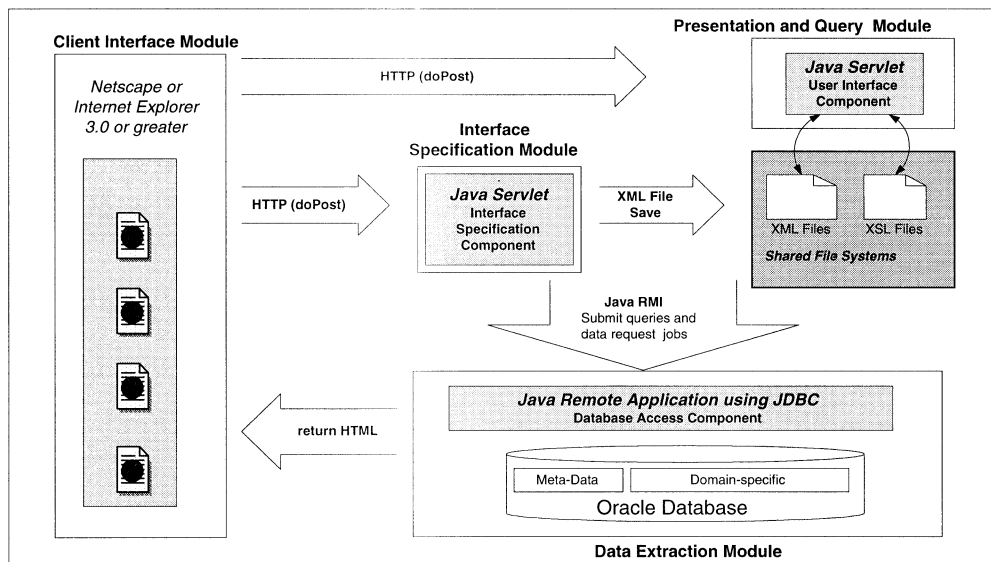 Client Interface Module
Netscape or
Internet Explorer
3.0 or greater
HTTP (doPost)
Presentation and Query Module
Java Servlet
User Interface
Component
Interface
Specification Module
HTTP (doPost)
Java Servlet
Interface
Specification
Component
XML File
Save
XML Files
XSL Files
Shared File Systems
Java RMI
Submit queries and
data request jobs
return HTML
Java Remote Application using JDBC
Database Access Component
Meta-Data
Domain-specific
Oracle Database
Data Extraction Module